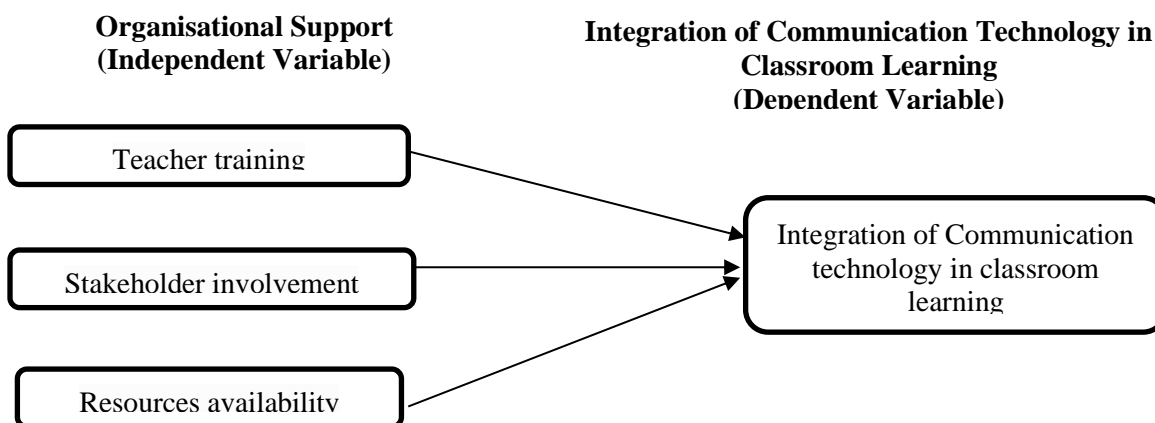 Organisational Support
(Independent Variable)
Integration of Communication Technology in
Classroom Learning
(Dependent Variable)
Teacher training
Stakeholder involvement
Resources availability
Integration of Communication
technology in classroom
learning